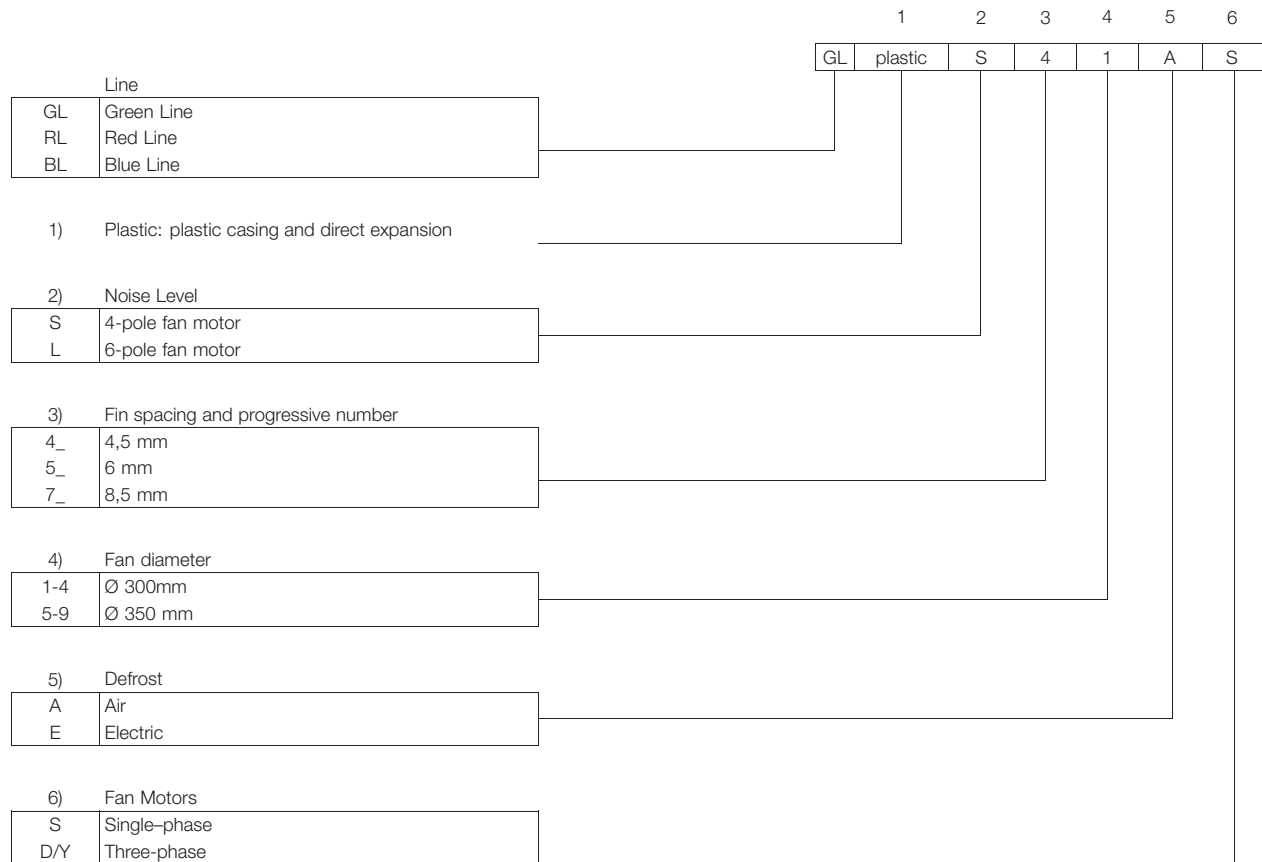 1 2 3 4 5 6
GL plastic S 4 1 A S
Line
GL Green Line
RL Red Line
BL Blue Line
1) Plastic: plastic casing and direct expansion
2) Noise Level
S 4-pole fan motor
L 6-pole fan motor
3) Fin spacing and progressive number
4_ 4,5 mm
5_ 6 mm
7_ 8,5 mm
4) Fan diameter
1-4 Ø 300mm
5-9 Ø 350 mm
5) Defrost
A Air
E Electric
6) Fan Motors
S Single–phase
D/Y Three-phase